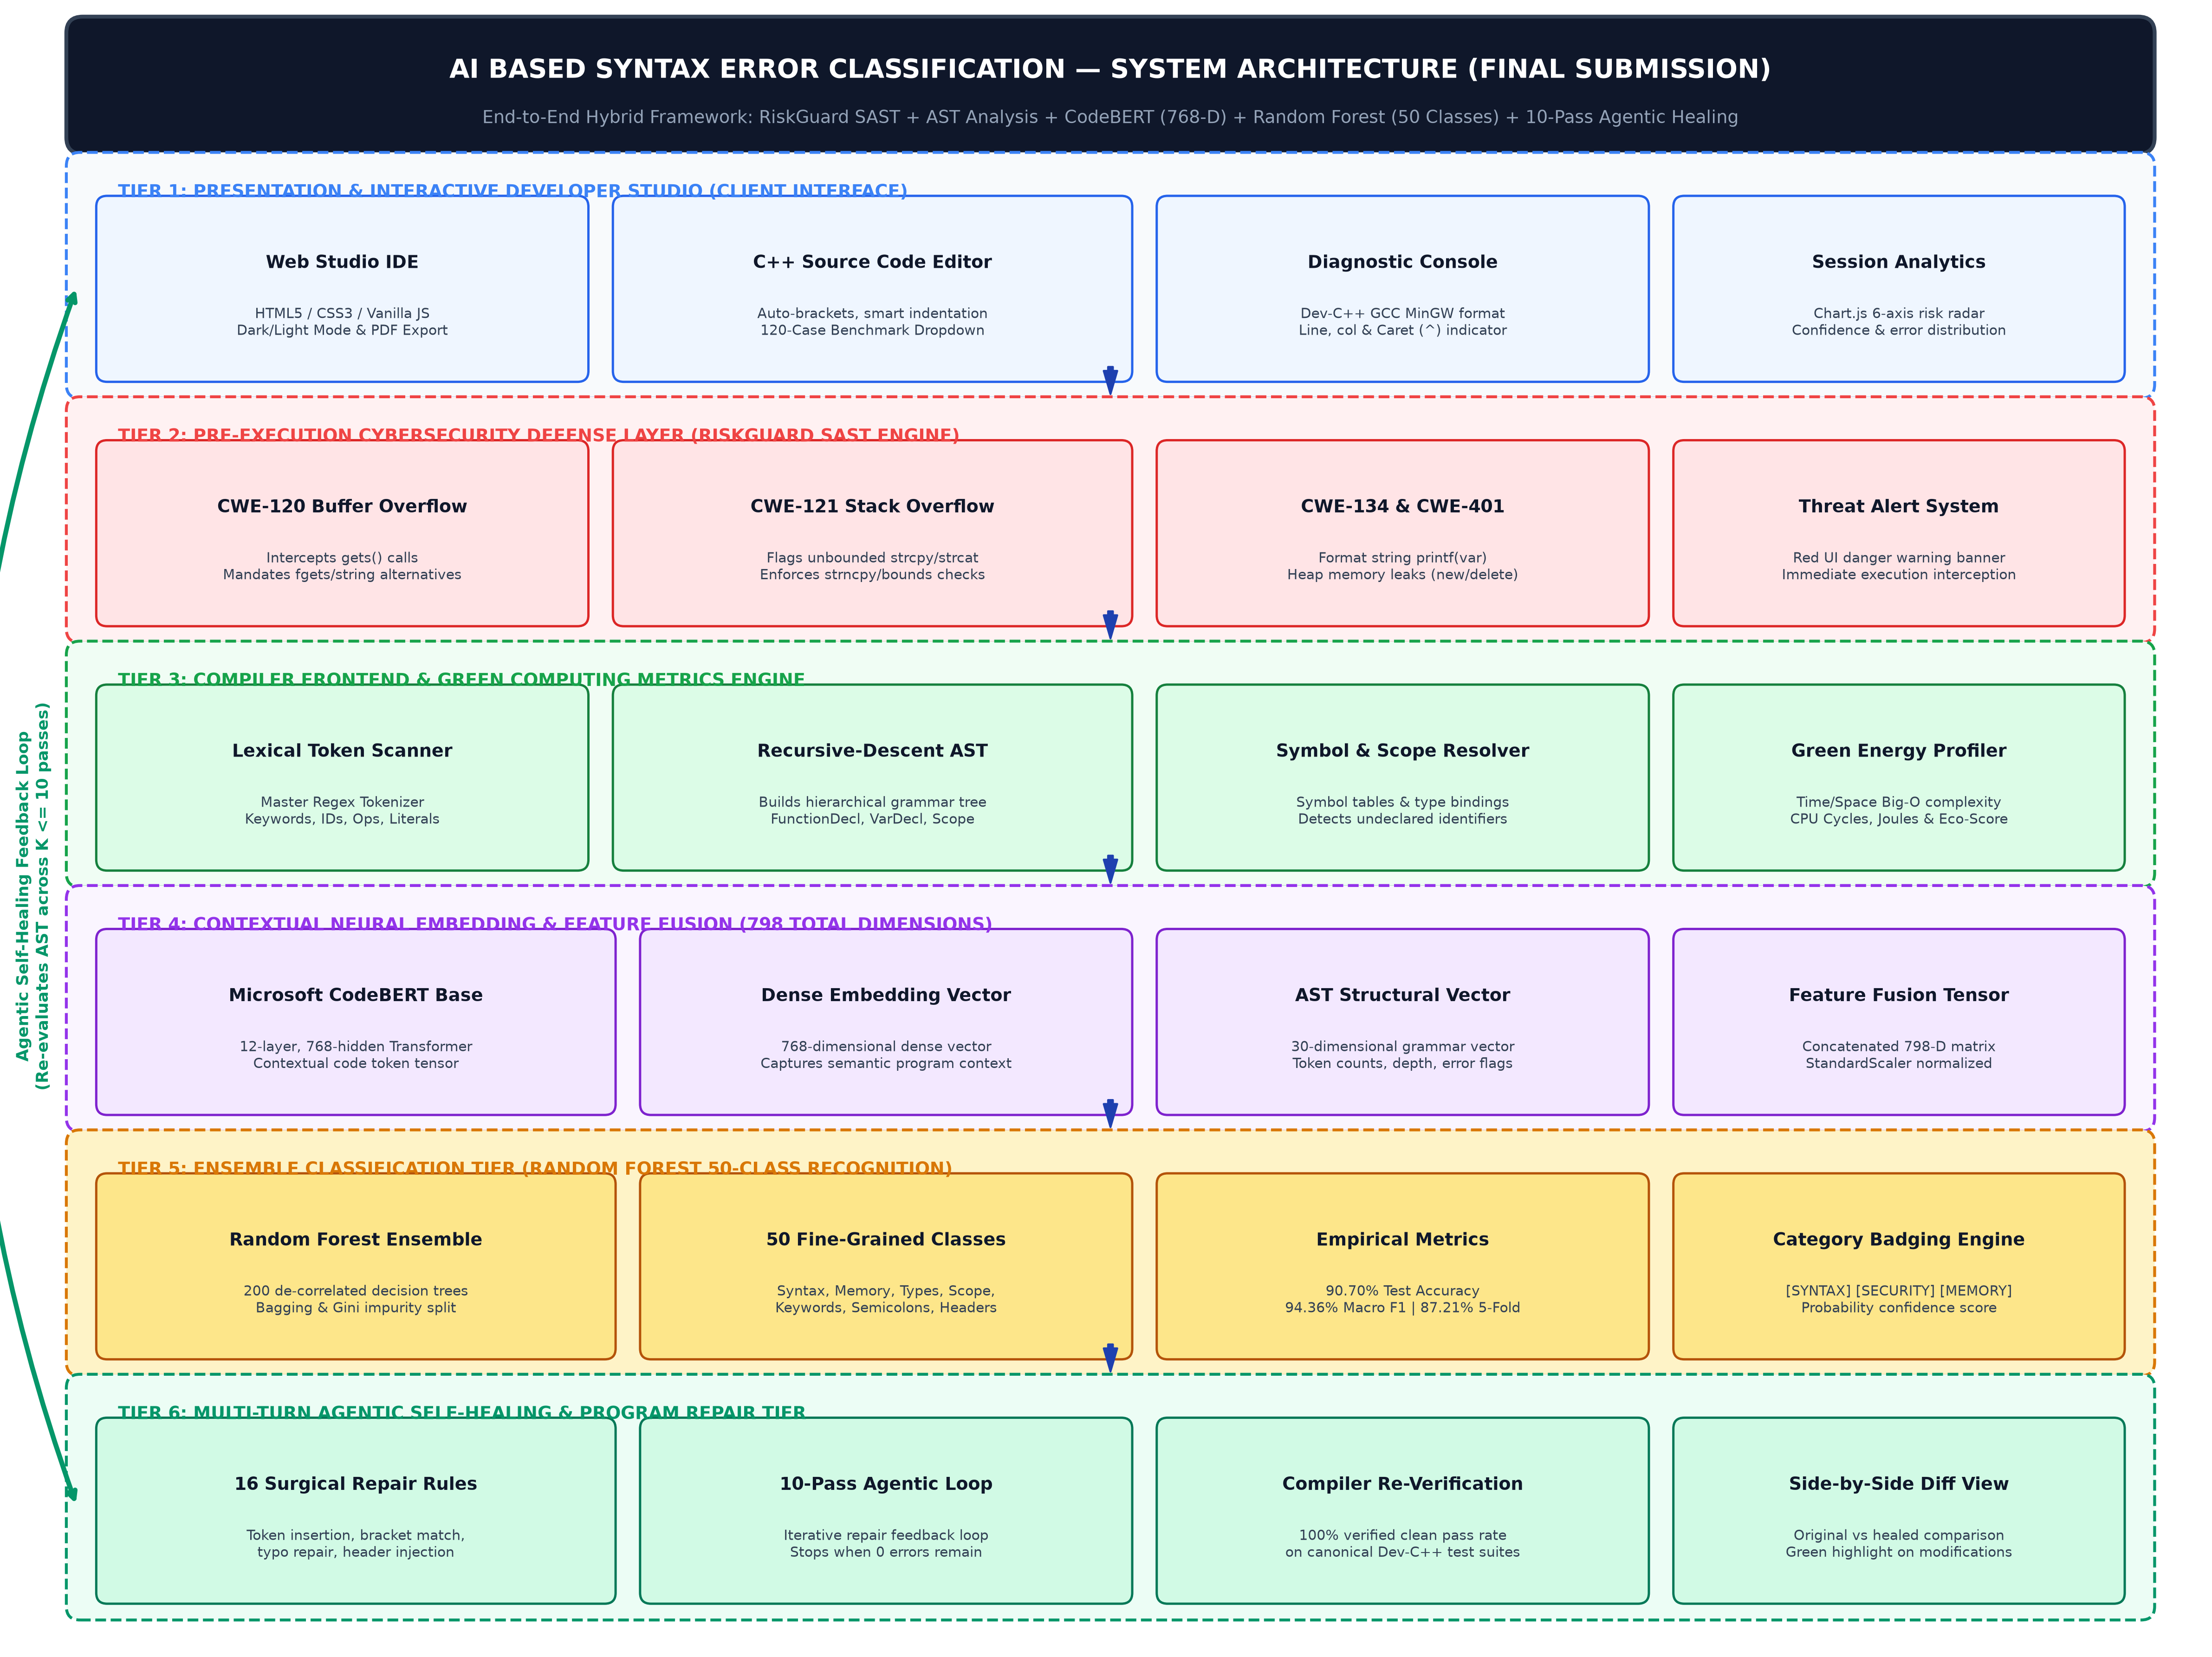 AI BASED SYNTAX ERROR CLASSIFICATION — SYSTEM ARCHITECTURE (FINAL SUBMISSION)
End-to-End Hybrid Framework: RiskGuard SAST + AST Analysis + CodeBERT (768-D) + Random Forest (50 Classes) + 10-Pass Agentic Healing
TIER 1: PRESENTATION & INTERACTIVE DEVELOPER STUDIO (CLIENT INTERFACE)
Web Studio IDE
HTML5 / CSS3 / Vanilla JS
Dark/Light Mode & PDF Export
C++ Source Code Editor
Auto-brackets, smart indentation
120-Case Benchmark Dropdown
Diagnostic Console
Dev-C++ GCC MinGW format
Line, col & Caret (^) indicator
Session Analytics
Chart.js 6-axis risk radar
Confidence & error distribution
TIER 2: PRE-EXECUTION CYBERSECURITY DEFENSE LAYER (RISKGUARD SAST ENGINE)
CWE-120 Buffer Overflow
Intercepts gets() calls
Mandates fgets/string alternatives
CWE-121 Stack Overflow
Flags unbounded strcpy/strcat
Enforces strncpy/bounds checks
CWE-134 & CWE-401
Format string printf(var)
Heap memory leaks (new/delete)
Threat Alert System
Red UI danger warning banner
Immediate execution interception
TIER 3: COMPILER FRONTEND & GREEN COMPUTING METRICS ENGINE
Lexical Token Scanner
Master Regex Tokenizer
Keywords, IDs, Ops, Literals
Recursive-Descent AST
Builds hierarchical grammar tree
FunctionDecl, VarDecl, Scope
Symbol & Scope Resolver
Symbol tables & type bindings
Detects undeclared identifiers
Green Energy Profiler
Time/Space Big-O complexity
CPU Cycles, Joules & Eco-Score
Agentic Self-Healing Feedback Loop
(Re-evaluates AST across K <= 10 passes)
TIER 4: CONTEXTUAL NEURAL EMBEDDING & FEATURE FUSION (798 TOTAL DIMENSIONS)
Microsoft CodeBERT Base
12-layer, 768-hidden Transformer
Contextual code token tensor
Dense Embedding Vector
768-dimensional dense vector
Captures semantic program context
AST Structural Vector
30-dimensional grammar vector
Token counts, depth, error flags
Feature Fusion Tensor
Concatenated 798-D matrix
StandardScaler normalized
TIER 5: ENSEMBLE CLASSIFICATION TIER (RANDOM FOREST 50-CLASS RECOGNITION)
Random Forest Ensemble
200 de-correlated decision trees
Bagging & Gini impurity split
50 Fine-Grained Classes
Syntax, Memory, Types, Scope,
Keywords, Semicolons, Headers
Empirical Metrics
90.70% Test Accuracy
94.36% Macro F1 | 87.21% 5-Fold
Category Badging Engine
[SYNTAX] [SECURITY] [MEMORY]
Probability confidence score
TIER 6: MULTI-TURN AGENTIC SELF-HEALING & PROGRAM REPAIR TIER
16 Surgical Repair Rules
Token insertion, bracket match,
typo repair, header injection
10-Pass Agentic Loop
Iterative repair feedback loop
Stops when 0 errors remain
Compiler Re-Verification
100% verified clean pass rate
on canonical Dev-C++ test suites
Side-by-Side Diff View
Original vs healed comparison
Green highlight on modifications